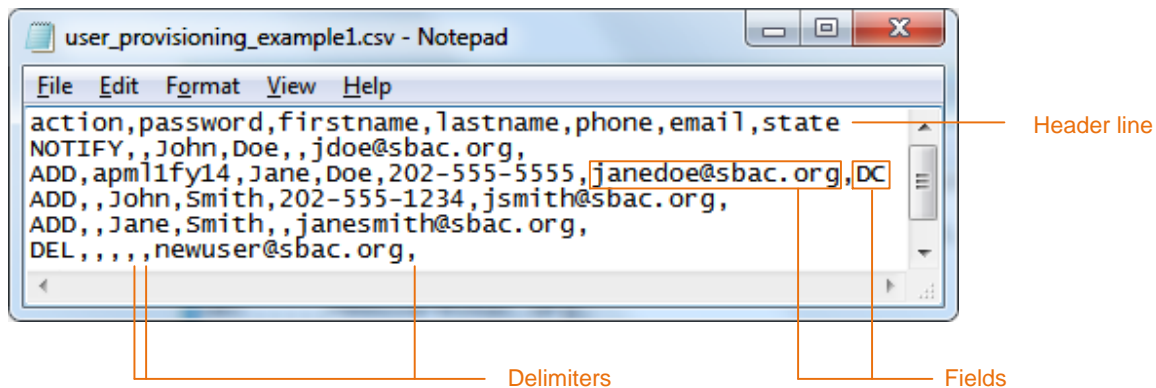 user_provisioning_example1.csv - Notepad
File Edit Format View Help
action,password,firstname,lastname,phone,email,state
Header line
NOTIFY,,John,Doe,,jdoe@sbac.org,
ADD,apml1fy14,Jane,Doe,202-555-5555,janedoe@sbac.org,DC
ADD,,John,Smith,202-555-1234,jsmith@sbac.org,
ADD,,Jane,Smith,,janesmith@sbac.org,
DEL,,,,,newuser@sbac.org,
Delimiters
Fields